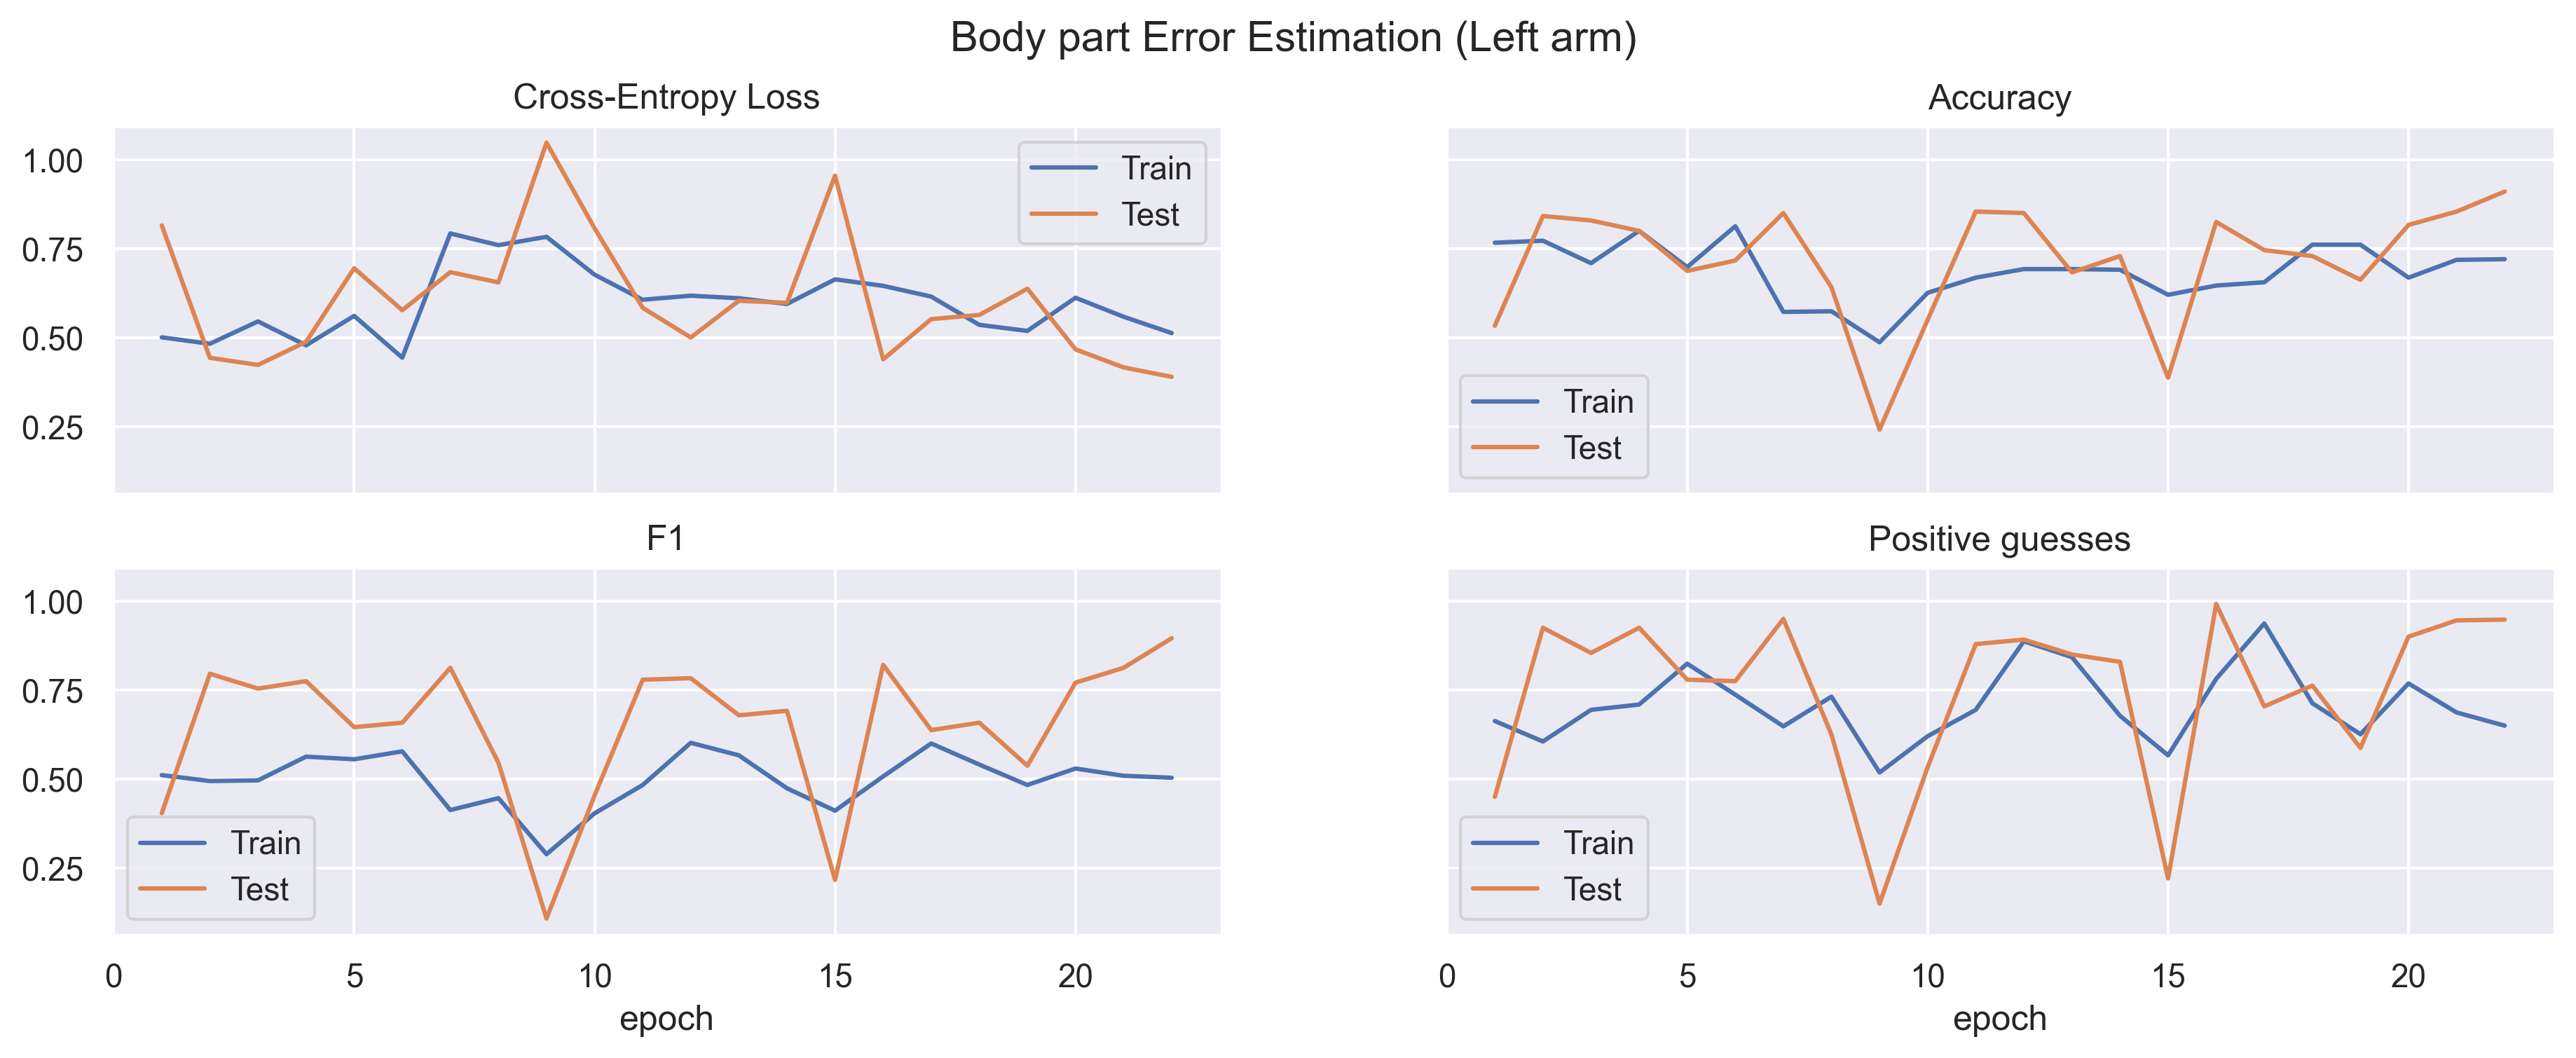 Body part Error Estimation (Left arm)
Cross-Entropy Loss
1.00
0.75
0.50
0.25
Train
Test
Accuracy
Train
Test
F1
1.00
0.75
0.50
0.25
Train
Test
0
5
10
15
20
epoch
Positive guesses
Train
Test
0
5
10
15
20
epoch